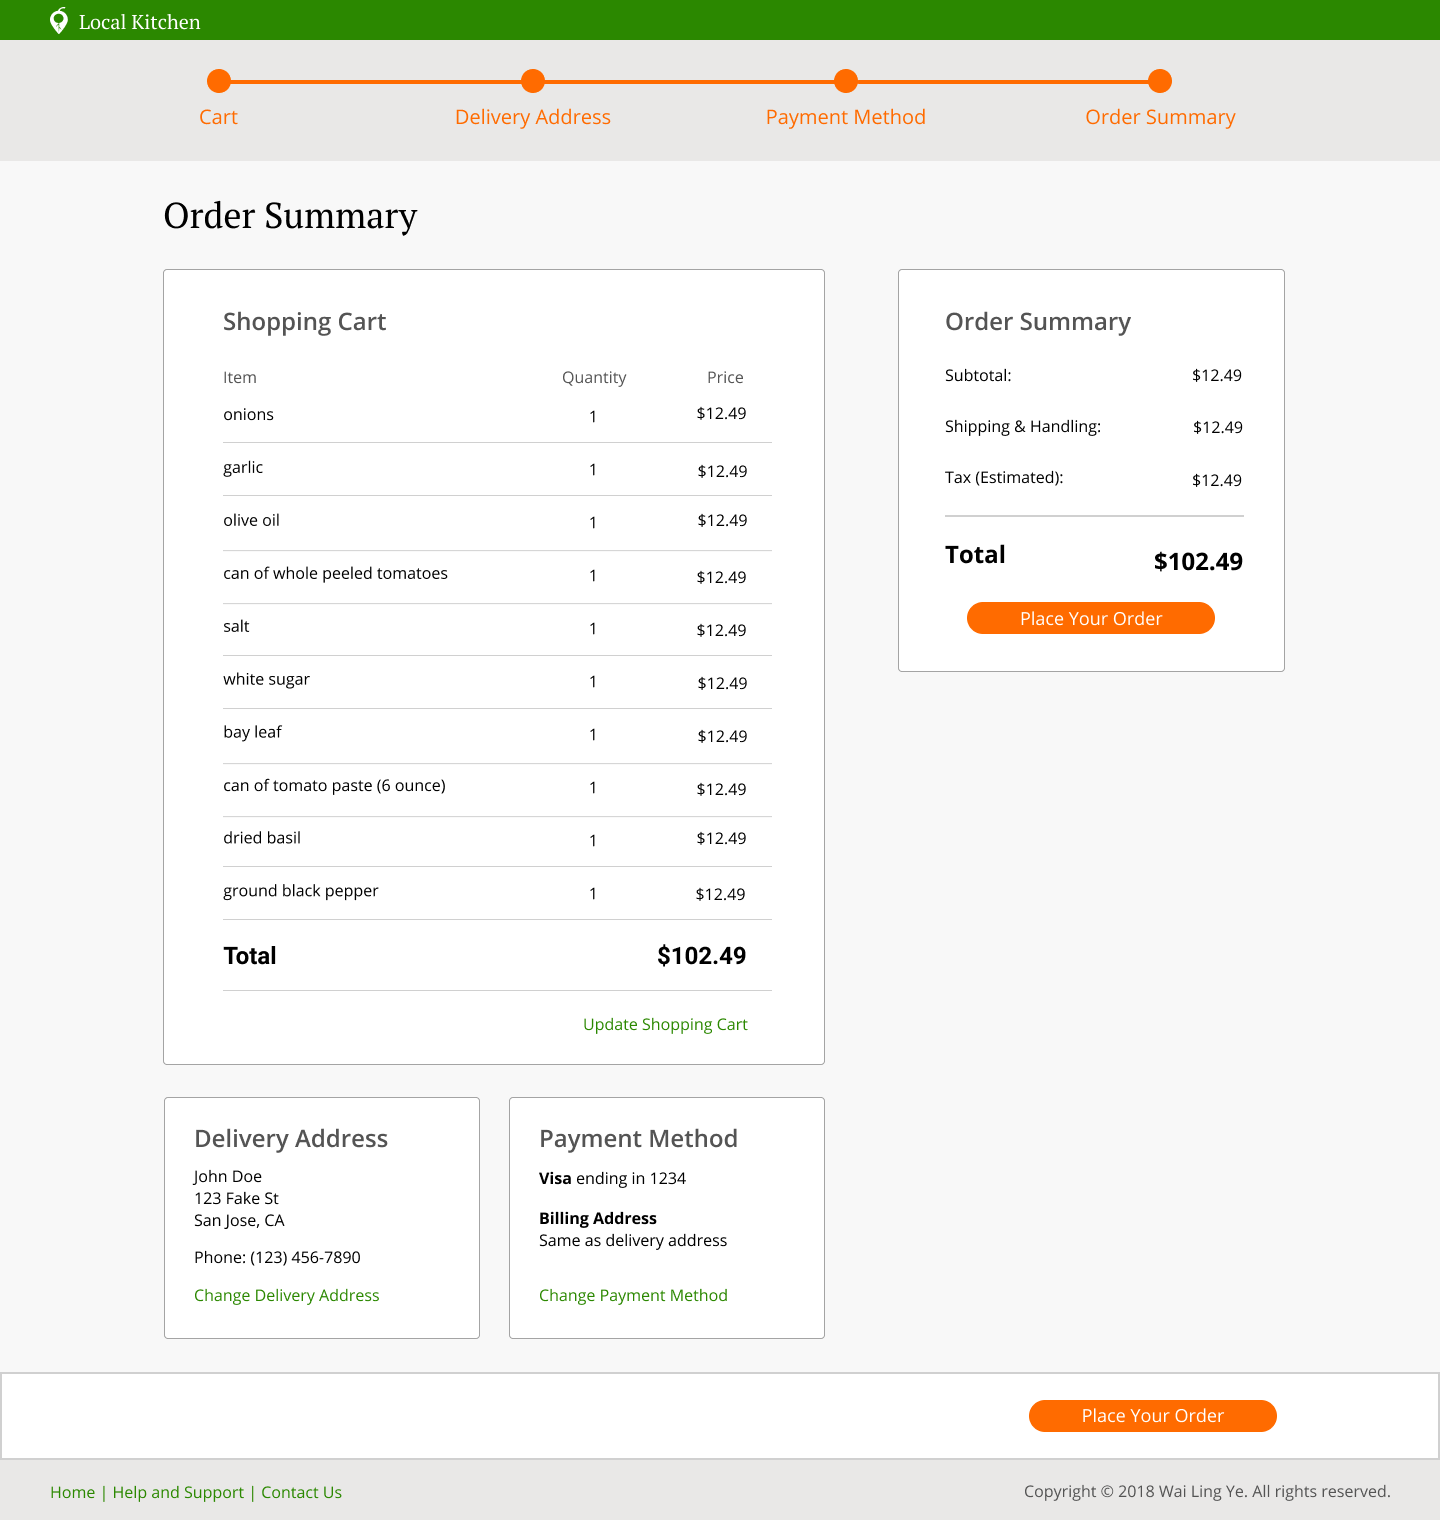 Local Kitchen
Cart Delivery Address Payment Method Order Summary
Order Summary
Shopping Cart
Item Quantity Price
onions 1 $12.49
garlic 1 $12.49
olive oil 1 $12.49
can of whole peeled tomatoes 1 $12.49
salt 1 $12.49
white sugar 1 $12.49
bay leaf 1 $12.49
can of tomato paste (6 ounce) 1 $12.49
dried basil 1 $12.49
ground black pepper 1 $12.49
Total $102.49
Update Shopping Cart
Order Summary
Subtotal: $12.49
Shipping & Handling: $12.49
Tax (Estimated): $12.49
Total $102.49
Place Your Order
Delivery Address
John Doe
123 Fake St
San Jose, CA
Phone: (123) 456-7890
Change Delivery Address
Payment Method
Visa ending in 1234
Billing Address
Same as delivery address
Change Payment Method
Place Your Order
Home | Help and Support | Contact Us
Copyright © 2018 Wai Ling Ye. All rights reserved.